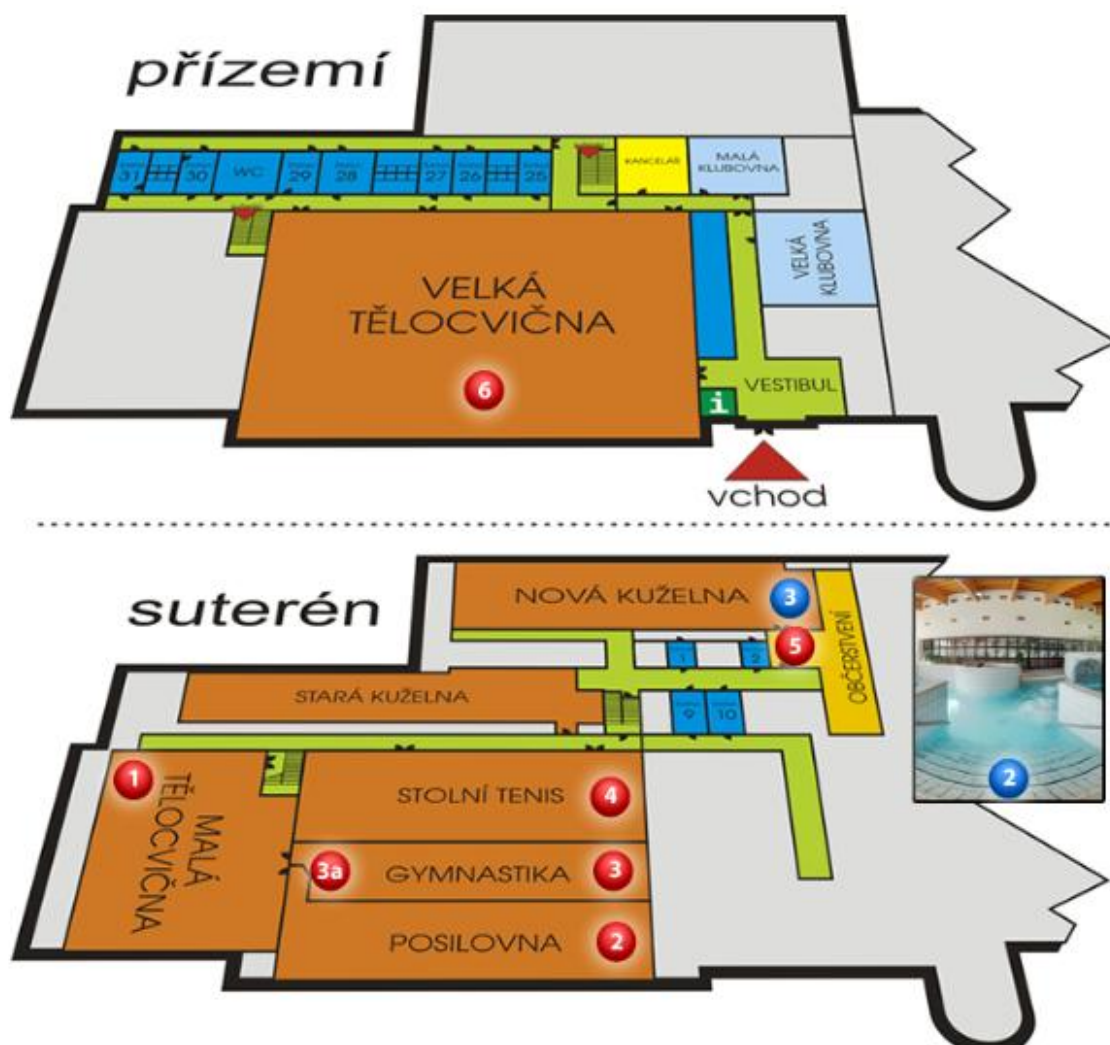 přízemí
31
30
WC
29
28
27
26
25
KANCELÁŘ
MALÁ
KLUBOVNA
VELKÁ
KLUBOVNA
VELKÁ
TĚLOCVIČNA
6
i
VESTIBUL
vchod
suterén
NOVÁ KUŽELNA
3
5
1
2
OBČERSTVENÍ
STARÁ KUŽELNA
9
10
2
1
MALÁ
TĚLOCVIČNA
STOLNÍ TENIS
4
3a
GYMNASTIKA
3
POSILOVNA
2